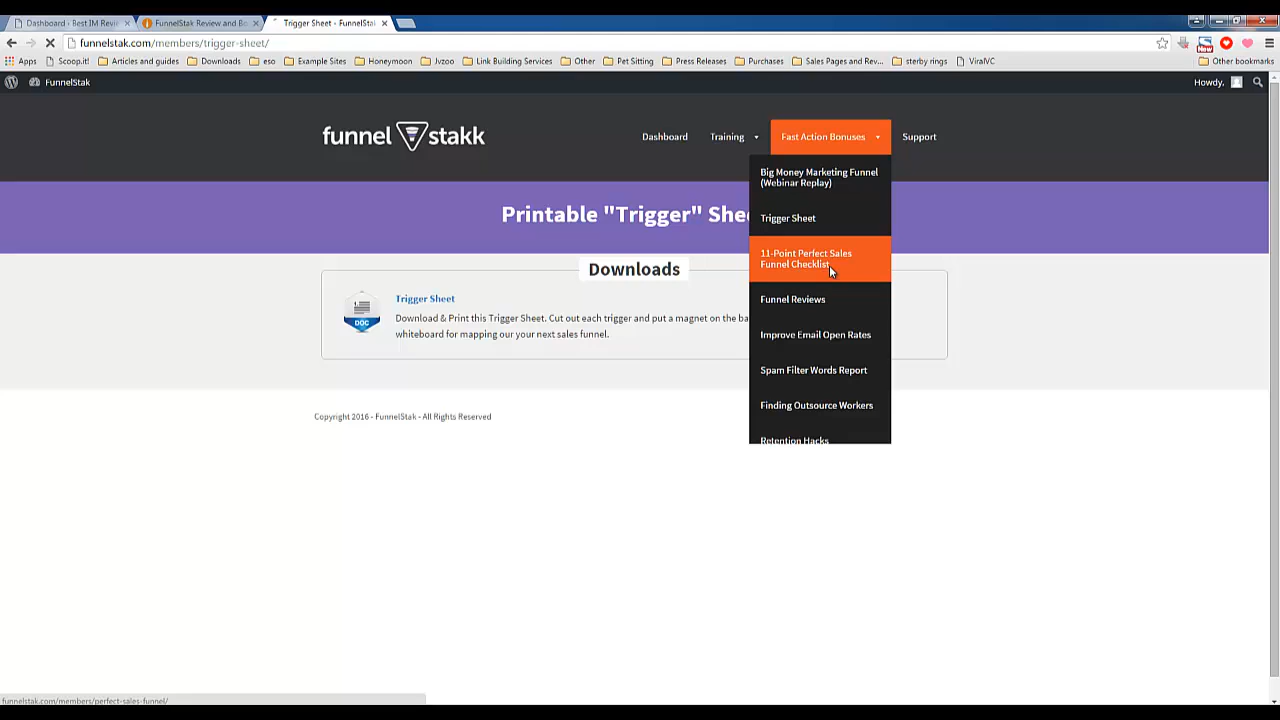 Dashboard ‹ Best IM Revi
FunnelStak Review and Bo
Trigger Sheet - FunnelStak
funnelstak.com/members/trigger-sheet/
Apps
Scoop.it!
Articles and guides
Downloads
eso
Example Sites
Honeymoon
Jvzoo
Link Building Services
Other
Pet Sitting
Press Releases
Purchases
Sales Pages and Rev...
sterby rings
ViralVC
Other bookmarks
New
FunnelStak
Howdy,
funnel stakk
Dashboard
Training
Fast Action Bonuses
Support
Big Money Marketing Funnel
(Webinar Replay)
Trigger Sheet
11-Point Perfect Sales
Funnel Checklist
Funnel Reviews
Improve Email Open Rates
Spam Filter Words Report
Finding Outsource Workers
Retention Hacks
Printable "Trigger" Shee
Downloads
DOC
Trigger Sheet
Download & Print this Trigger Sheet. Cut out each trigger and put a magnet on the ba
whiteboard for mapping our your next sales funnel.
Copyright 2016 - FunnelStak - All Rights Reserved
funnelstak.com/members/perfect-sales-funnel/